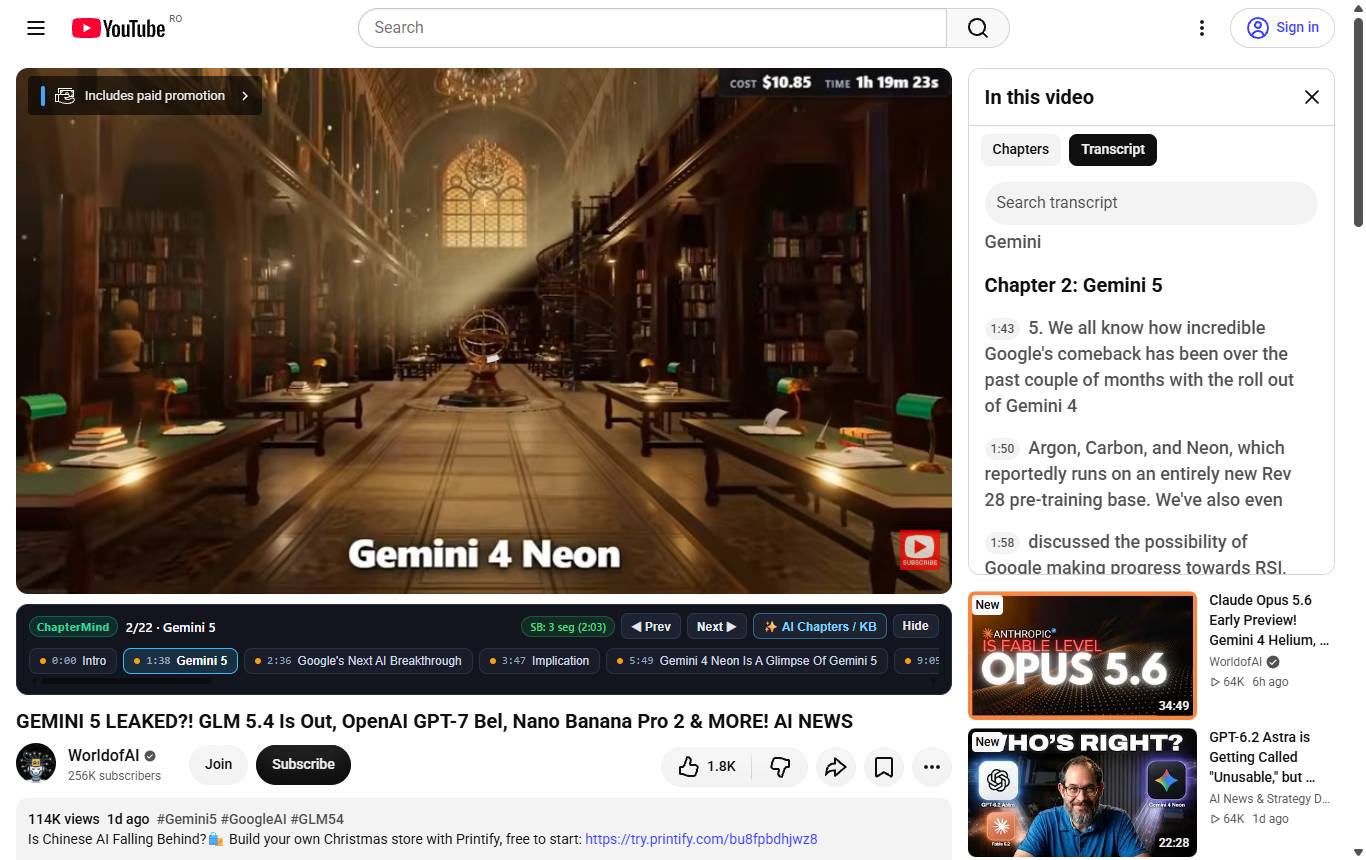 YouTube RO
Search
Sign in
Includes paid promotion
COST $10.85 TIME 1h 19m 23s
Gemini 4 Neon
SUBSCRIBE
In this video
Chapters
Transcript
Search transcript
Gemini
Chapter 2: Gemini 5
1:43 5. We all know how incredible
Google's comeback has been over the
past couple of months with the roll out
of Gemini 4
1:50 Argon, Carbon, and Neon, which
reportedly runs on an entirely new Rev
28 pre-training base. We've also even
1:58 discussed the possibility of
Google making progress towards RSI,
ChapterMind 2/22 · Gemini 5 SB: 3 seg (2:03) ◀ Prev Next ▶ ✨ AI Chapters / KB Hide
0:00 Intro 1:38 Gemini 5 2:36 Google's Next AI Breakthrough 3:47 Implication 5:49 Gemini 4 Neon Is A Glimpse Of Gemini 5 9:05
GEMINI 5 LEAKED?! GLM 5.4 Is Out, OpenAI GPT-7 Bel, Nano Banana Pro 2 & MORE! AI NEWS
WorldofAI
256K subscribers
Join
Subscribe
1.8K
114K views 1d ago #Gemini5 #GoogleAI #GLM54
Is Chinese AI Falling Behind?🛍️ Build your own Christmas store with Printify, free to start: https://try.printify.com/bu8fpbdhjwz8
New
ANTHROPIC
IS FABLE LEVEL
OPUS 5.6
34:49
Claude Opus 5.6
Early Preview!
Gemini 4 Helium, ...
WorldofAI
64K 6h ago
New
WHO'S RIGHT?
GPT-6.2 Astra
Gemini 4 Neon
Fable 5.2
22:28
GPT-6.2 Astra is
Getting Called
"Unusable," but ...
AI News & Strategy D...
64K 1d ago